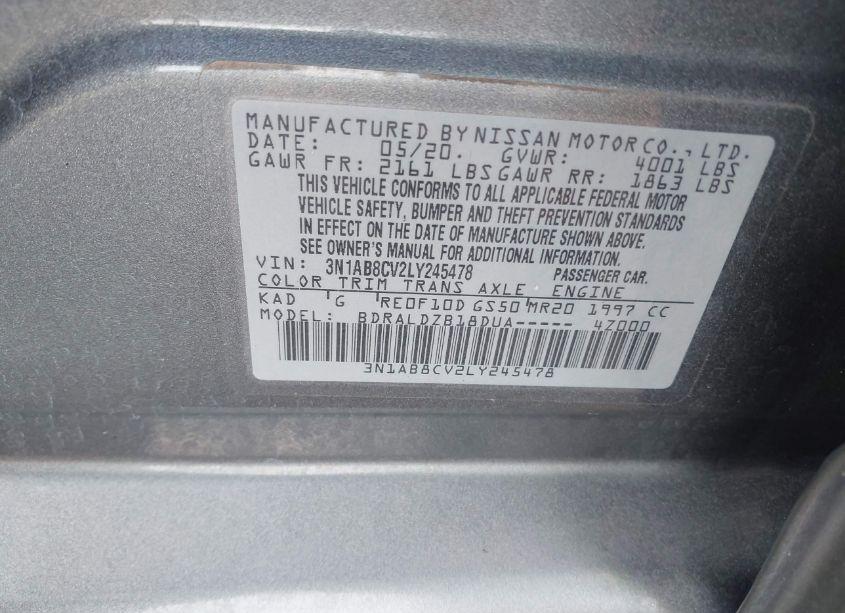 MANUFACTURED BY NISSAN MOTOR CO., LTD.
DATE: 05/20. GVWR: 4001 LBS
GAWR FR: 2161 LBS GAWR RR: 1863 LBS
THIS VEHICLE CONFORMS TO ALL APPLICABLE FEDERAL MOTOR
VEHICLE SAFETY, BUMPER AND THEFT PREVENTION STANDARDS
IN EFFECT ON THE DATE OF MANUFACTURE SHOWN ABOVE.
SEE OWNER'S MANUAL FOR ADDITIONAL INFORMATION.
VIN: 3N1AB8CV2LY245478 PASSENGER CAR.
COLOR TRIM TRANS AXLE ENGINE
KAD G RE0F10D GS50 MR20 1997 CC
MODEL: BDRALDZB18DUA----- 4Z000
3N1AB8CV2LY245478